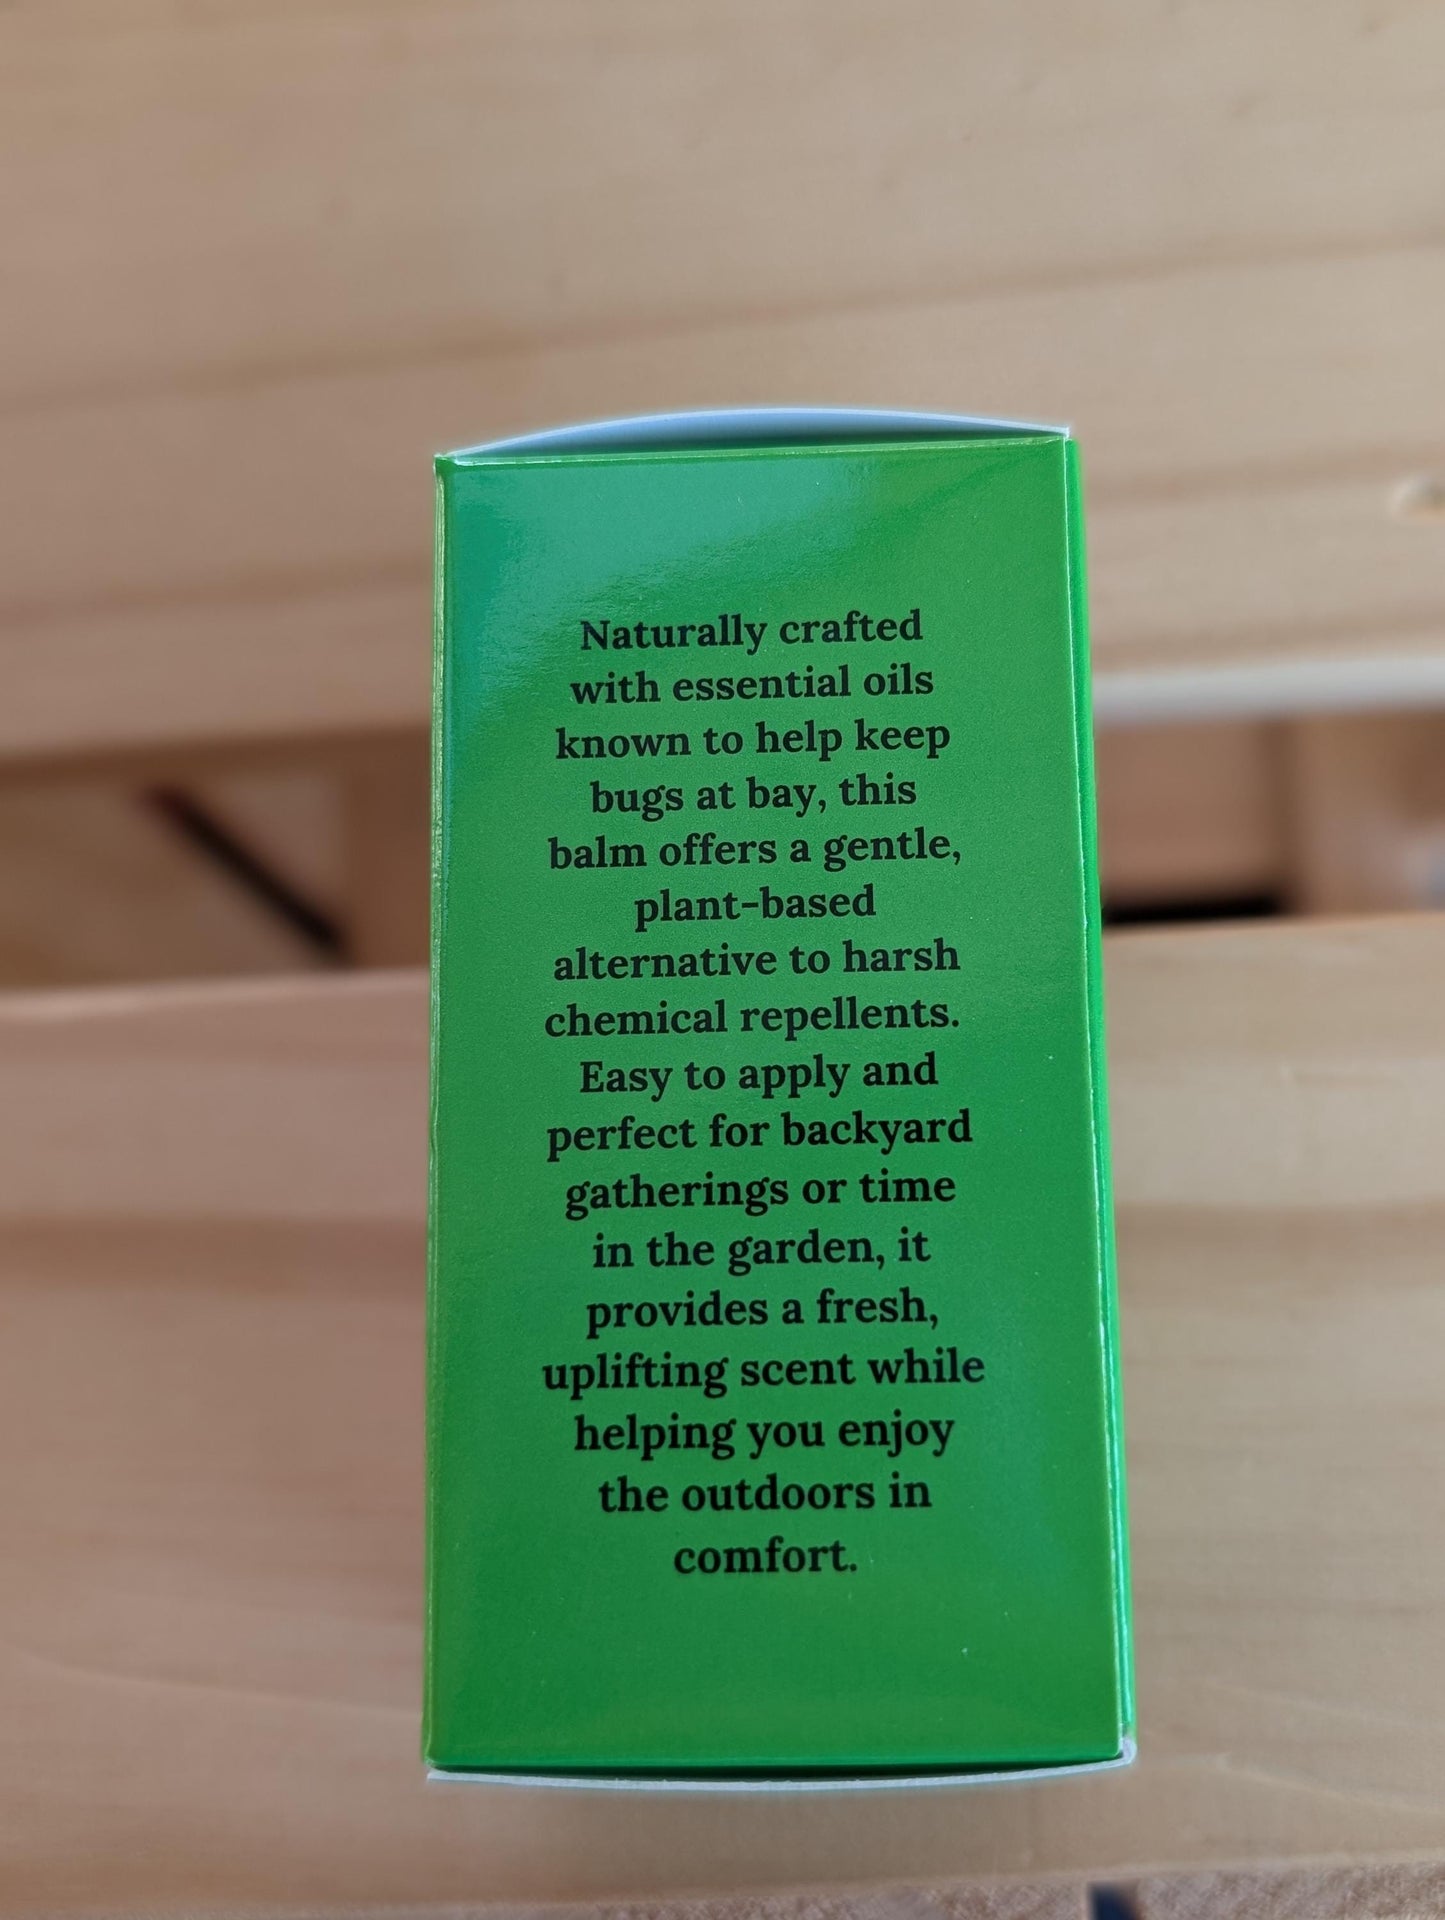 Naturally crafted
with essential oils
known to help keep
bugs at bay, this
balm offers a gentle,
plant-based
alternative to harsh
chemical repellents.
Easy to apply and
perfect for backyard
gatherings or time
in the garden, it
provides a fresh,
uplifting scent while
helping you enjoy
the outdoors in
comfort.